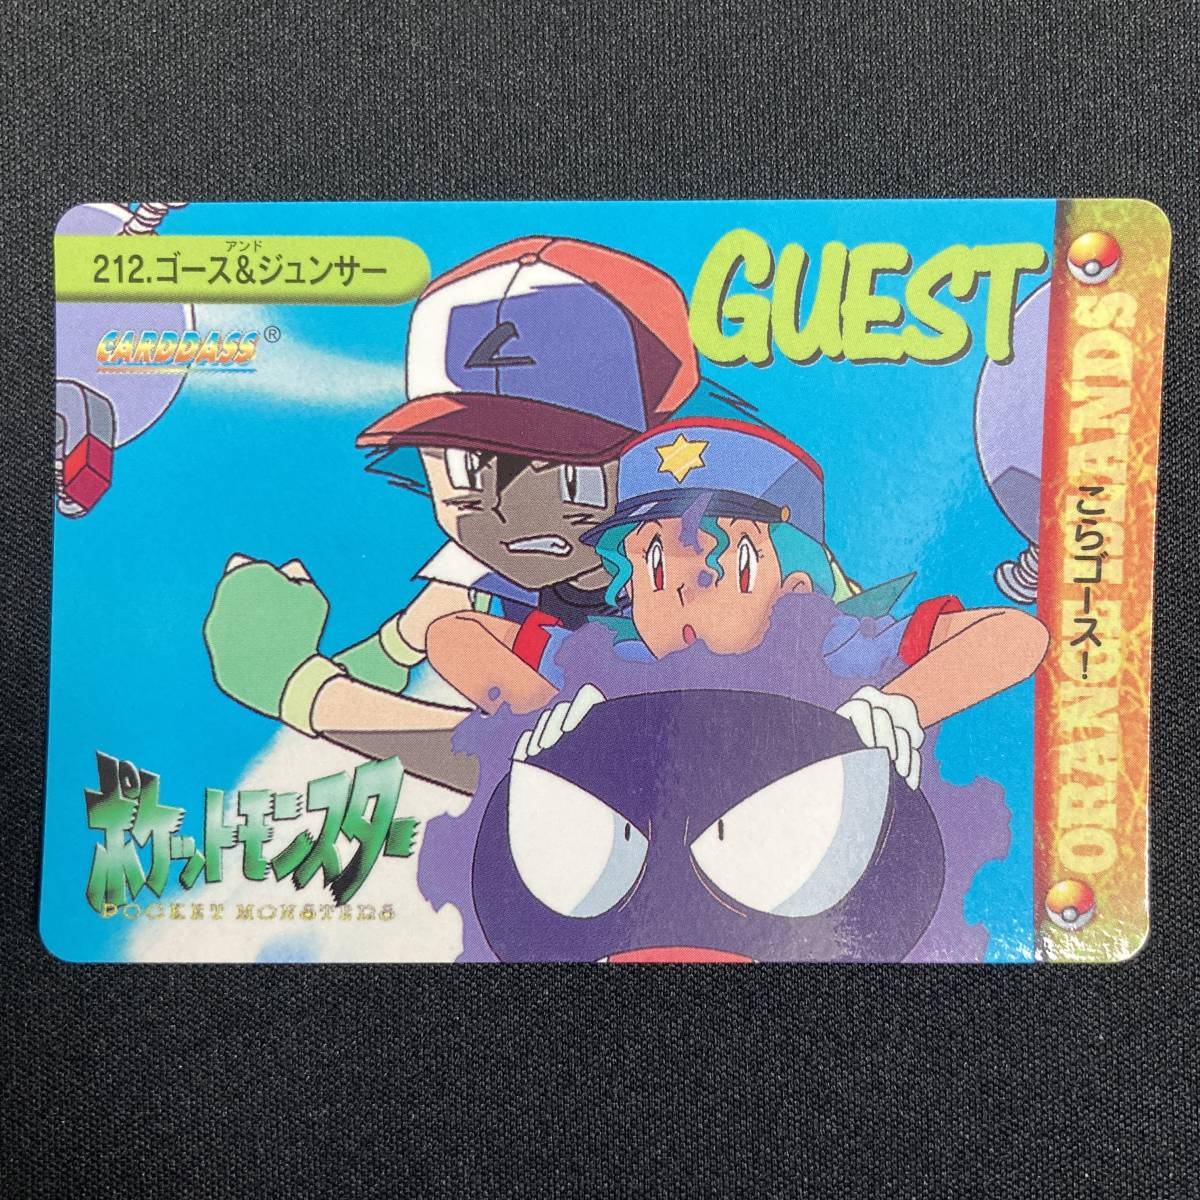 アンド
212.ゴース&ジュンサー
CARDDASS®
GUEST
ORANGE ISLANDS
こらゴース!
ポケットモンスター
POCKET MONSTERS